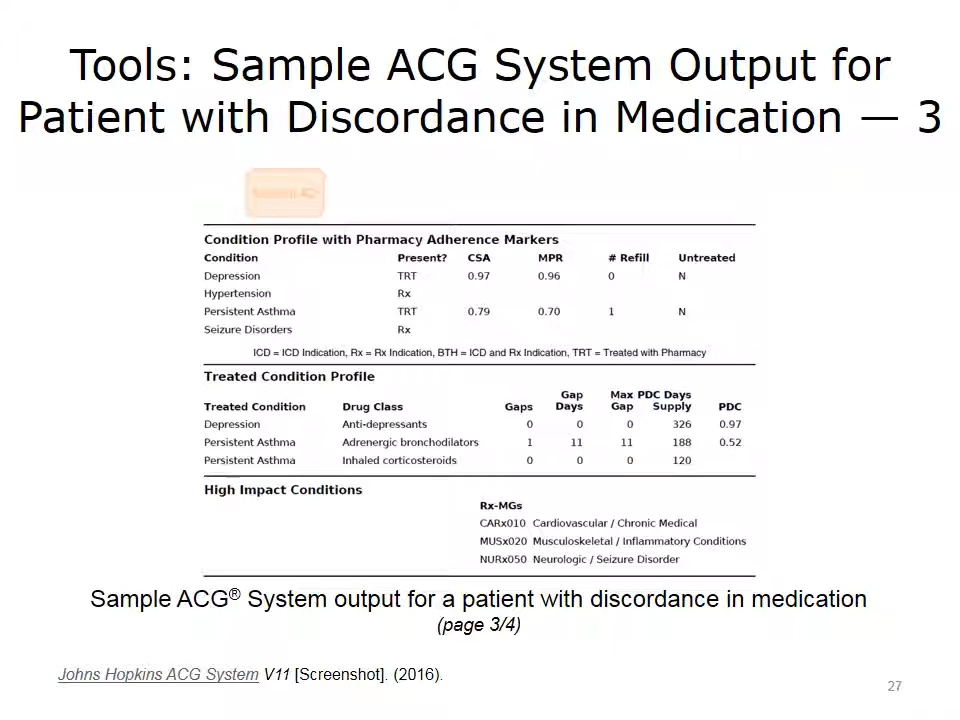 Tools: Sample ACG System Output for
Patient with Discordance in Medication — 3
Condition Profile with Pharmacy Adherence Markers
Condition Present? CSA MPR # Refill Untreated
Depression TRT 0.97 0.96 0 N
Hypertension Rx
Persistent Asthma TRT 0.79 0.70 1 N
Seizure Disorders Rx
ICD = ICD Indication, Rx = Rx Indication, BTH = ICD and Rx Indication, TRT = Treated with Pharmacy
Treated Condition Profile
Gap Max PDC Days
Treated Condition Drug Class Gaps Days Gap Supply PDC
Depression Anti-depressants 0 0 0 326 0.97
Persistent Asthma Adrenergic bronchodilators 1 11 11 188 0.52
Persistent Asthma Inhaled corticosteroids 0 0 0 120
High Impact Conditions
Rx-MGs
CARx010 Cardiovascular / Chronic Medical
MUSx020 Musculoskeletal / Inflammatory Conditions
NURx050 Neurologic / Seizure Disorder
Sample ACG® System output for a patient with discordance in medication
(page 3/4)
Johns Hopkins ACG System V11 [Screenshot]. (2016).
27